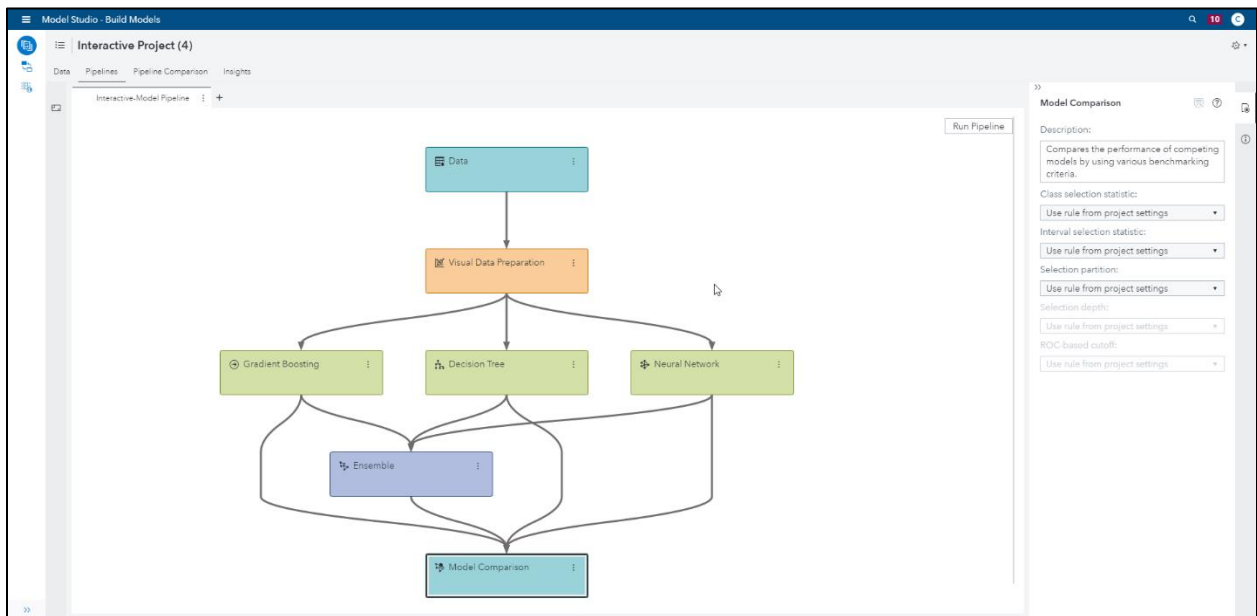 Model Studio - Build Models
10
C
Interactive Project (4)
Data Pipelines Pipeline Comparison Insights
Interactive-Model Pipeline
Run Pipeline
Data
Visual Data Preparation
Gradient Boosting
Decision Tree
Neural Network
Ensemble
Model Comparison
Model Comparison
Description:
Compares the performance of competing
models by using various benchmarking
criteria.
Class selection statistic:
Use rule from project settings
Interval selection statistic:
Use rule from project settings
Selection partition:
Use rule from project settings
Selection depth:
Use rule from project settings
ROC-based cutoff:
Use rule from project settings